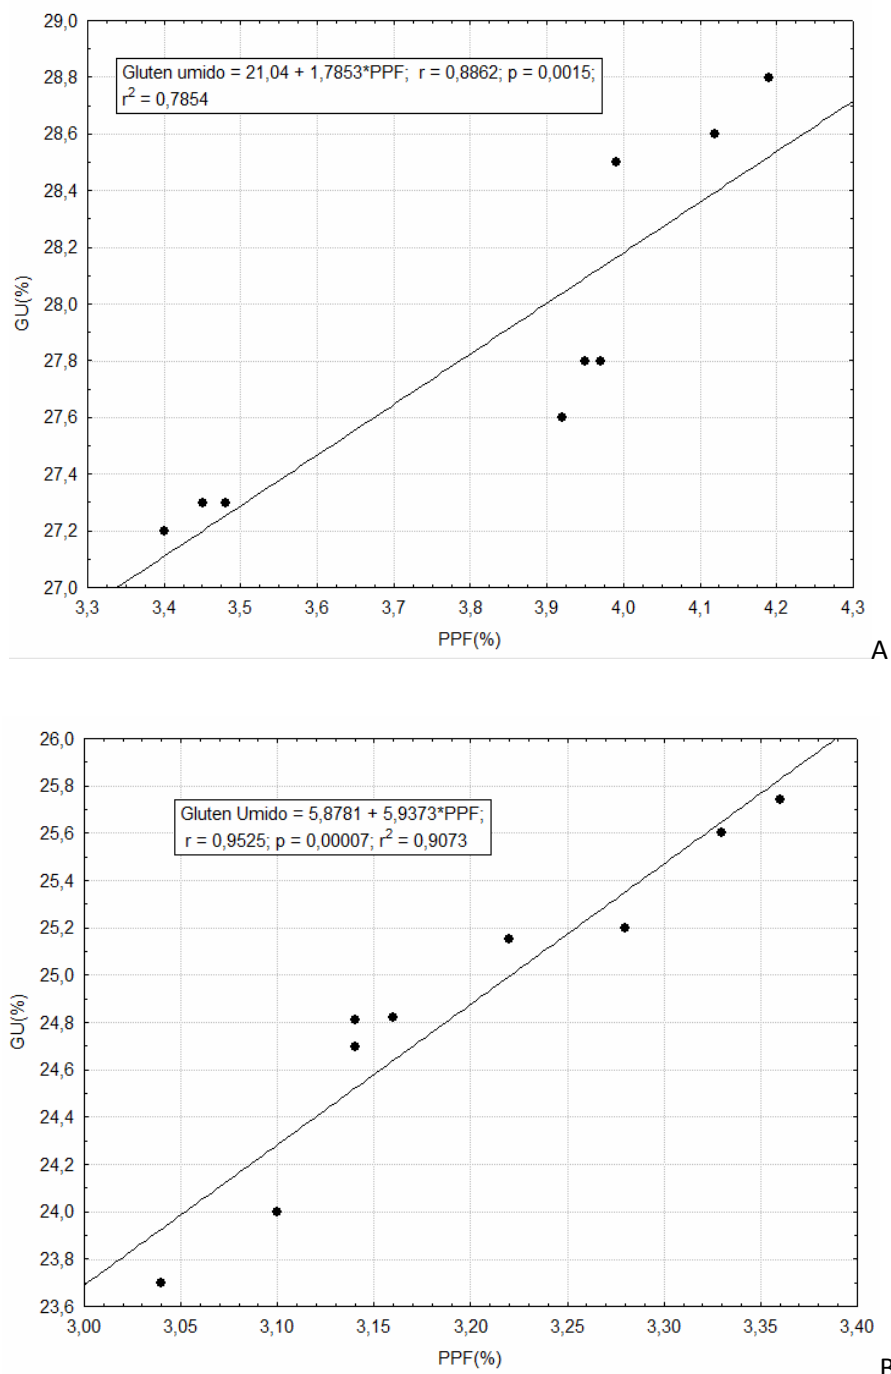 29,0
28,8
28,6
28,4
28,2
28,0
27,8
27,6
27,4
27,2
27,0
GU(%)
Gluten umido = 21,04 + 1,7853*PPF; r = 0,8862; p = 0,0015;
r² = 0,7854
3,3 3,4 3,5 3,6 3,7 3,8 3,9 4,0 4,1 4,2 4,3
PPF(%)
A
26,0
25,8
25,6
25,4
25,2
25,0
24,8
24,6
24,4
24,2
24,0
23,8
23,6
GU(%)
Gluten Umido = 5,8781 + 5,9373*PPF;
r = 0,9525; p = 0,00007; r² = 0,9073
3,00 3,05 3,10 3,15 3,20 3,25 3,30 3,35 3,40
PPF(%)
B